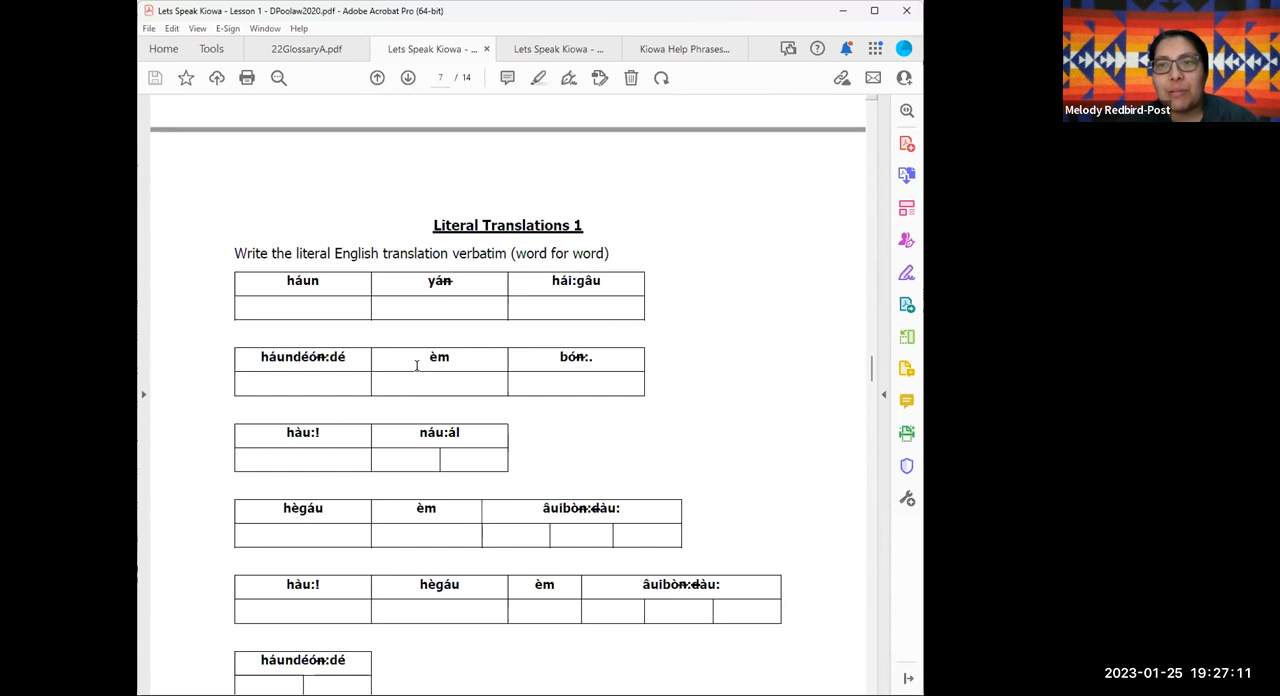 Lets Speak Kiowa - Lesson 1 - DPoolaw2020.pdf - Adobe Acrobat Pro (64-bit)
File Edit View E-Sign Window Help
Home Tools 22GlossaryA.pdf Lets Speak Kiowa - ... × Lets Speak Kiowa - ... Kiowa Help Phrases...
7 / 14
Melody Redbird-Post
Literal Translations 1
Write the literal English translation verbatim (word for word)
háun yán hái:gâu
háundéón:dé èm bón:.
hàu:! náu:ál
hègáu èm âuibòn:dàu:
hàu:! hègáu èm âuibòn:dàu:
háundéón:dé
2023-01-25 19:27:11